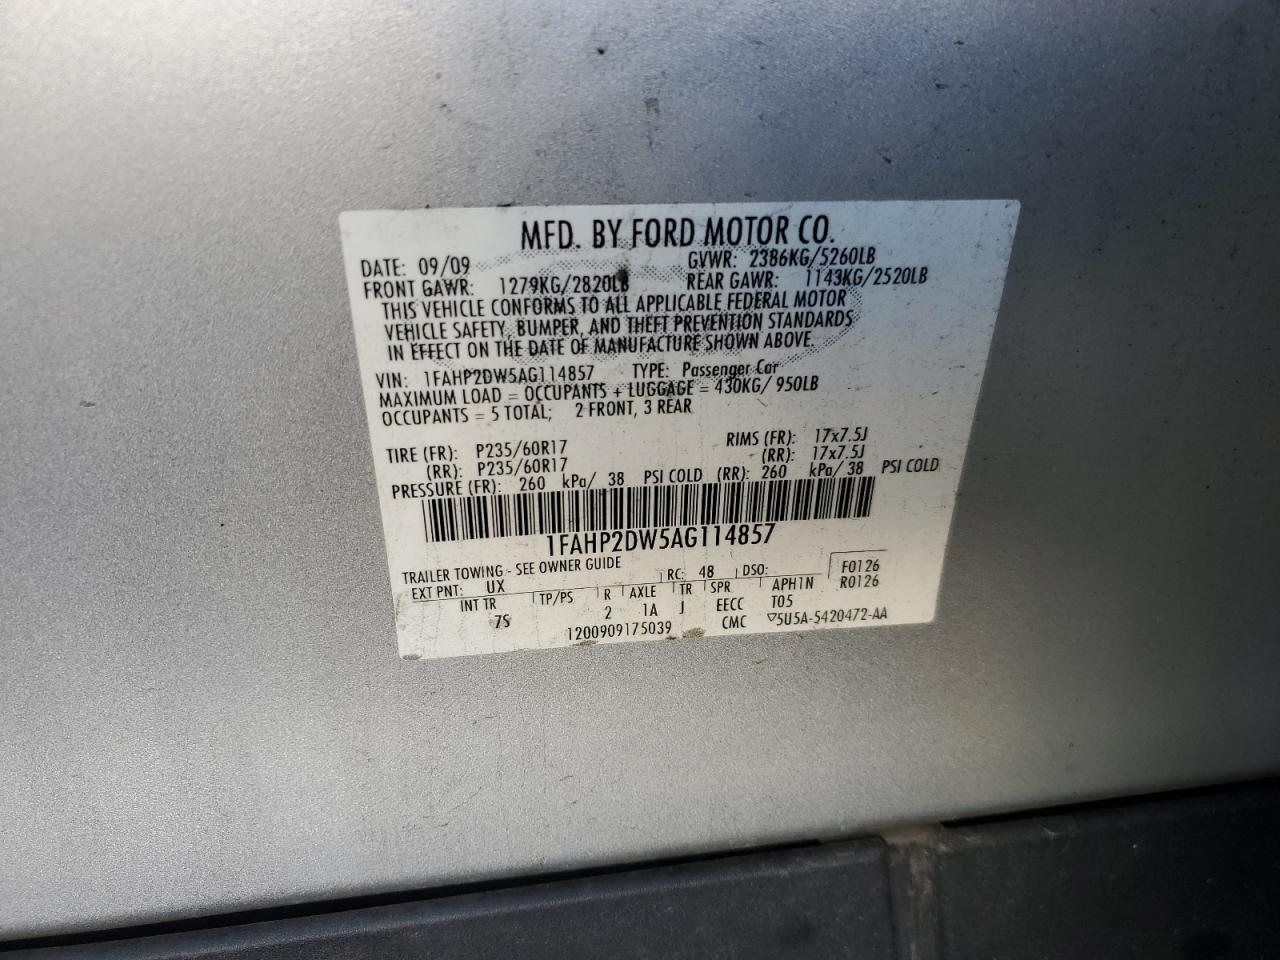 MFD. BY FORD MOTOR CO.
DATE: 09/09 GVWR: 2386KG/5260LB
FRONT GAWR: 1279KG/2820LB REAR GAWR: 1143KG/2520LB
THIS VEHICLE CONFORMS TO ALL APPLICABLE FEDERAL MOTOR
VEHICLE SAFETY, BUMPER, AND THEFT PREVENTION STANDARDS
IN EFFECT ON THE DATE OF MANUFACTURE SHOWN ABOVE.
VIN: 1FAHP2DW5AG114857 TYPE: Passenger Car
MAXIMUM LOAD = OCCUPANTS + LUGGAGE = 430KG/ 950LB
OCCUPANTS = 5 TOTAL; 2 FRONT, 3 REAR
TIRE (FR): P235/60R17 RIMS (FR): 17x7.5J
(RR): P235/60R17 (RR): 17x7.5J
PRESSURE (FR): 260 kPa/ 38 PSI COLD (RR): 260 kPa/ 38 PSI COLD
1FAHP2DW5AG114857
TRAILER TOWING - SEE OWNER GUIDE F0126
EXT PNT: UX RC: 48 DSO: R0126
INT TR TP/PS R AXLE TR SPR APH1N
7S 2 1A J EECC T05
1200909175039 CMC ▽5U5A-5420472-AA